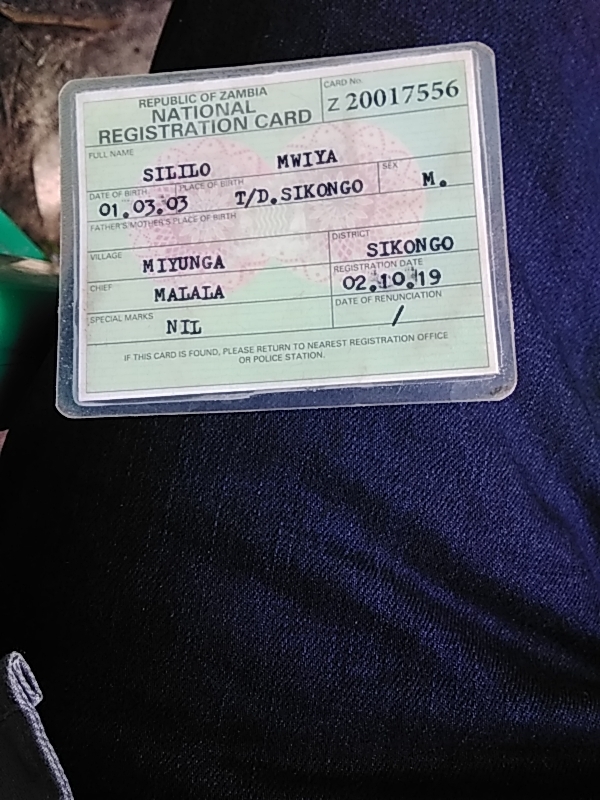 REPUBLIC OF ZAMBIA
NATIONAL
REGISTRATION CARD
CARD No.
Z 20017556
FULL NAME
SILILO MWIYA
DATE OF BIRTH PLACE OF BIRTH SEX
01.03.03 T/D.SIKONGO M.
FATHER'S/MOTHER'S PLACE OF BIRTH
VILLAGE MIYUNGA
DISTRICT
SIKONGO
CHIEF MALALA
REGISTRATION DATE
02.10.19
SPECIAL MARKS NIL
DATE OF RENUNCIATION
/
IF THIS CARD IS FOUND, PLEASE RETURN TO NEAREST REGISTRATION OFFICE
OR POLICE STATION.